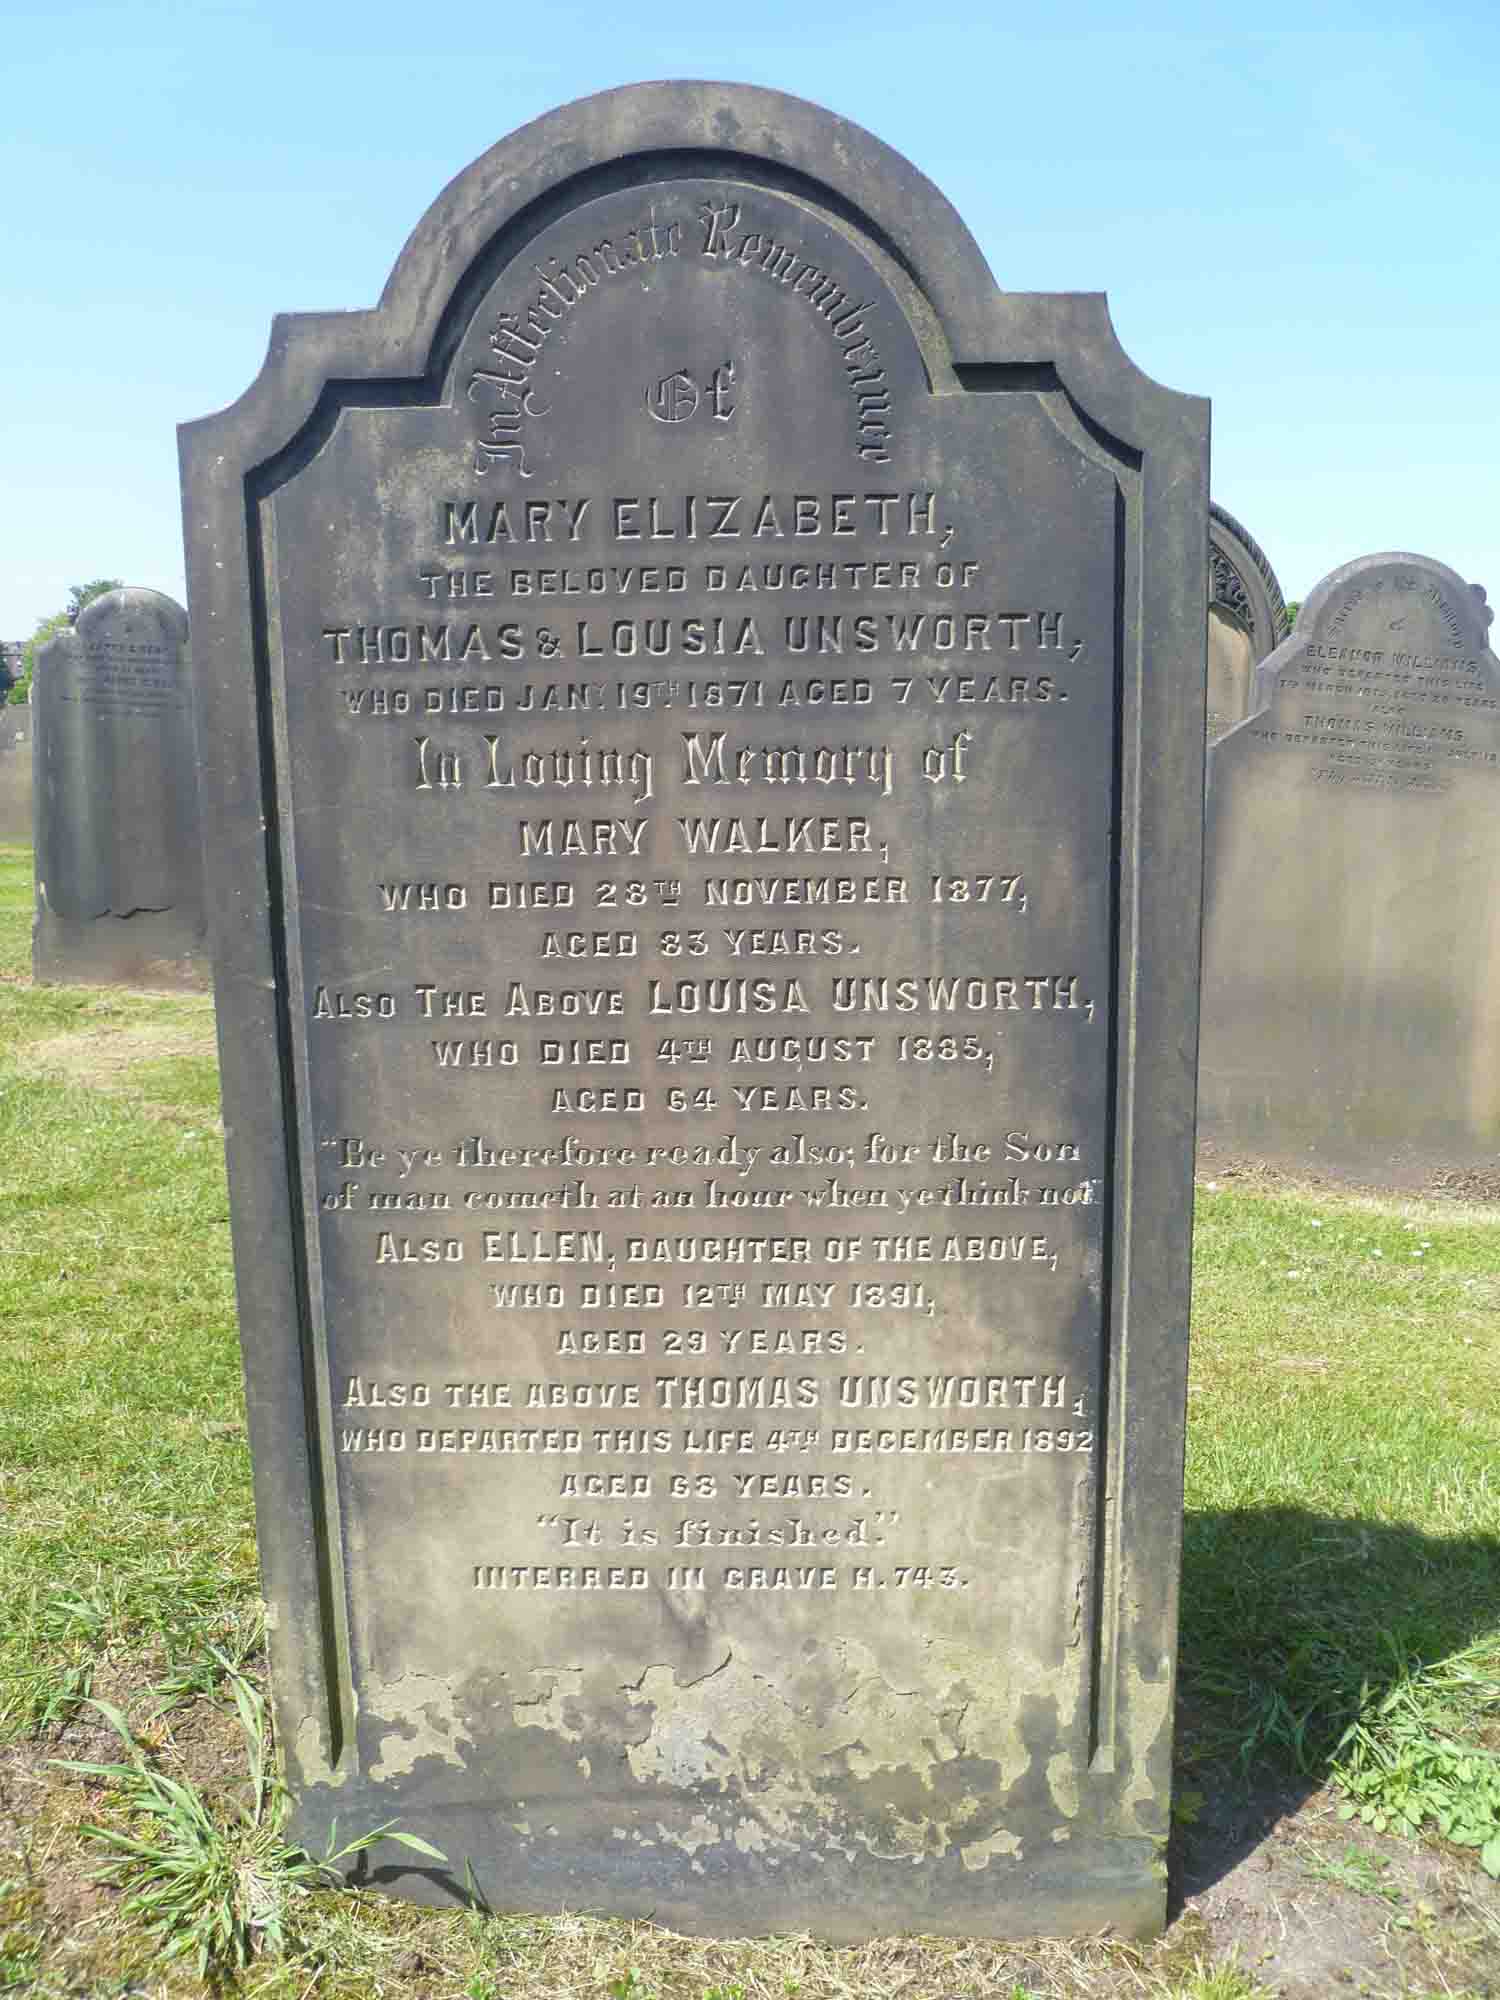 In Affectionate Remembrance
Of
MARY ELIZABETH,
THE BELOVED DAUGHTER OF
THOMAS & LOUSIA UNSWORTH,
WHO DIED JANY. 19TH. 1871 AGED 7 YEARS.
In Loving Memory of
MARY WALKER,
WHO DIED 28TH NOVEMBER 1877,
AGED 83 YEARS.
ALSO THE ABOVE LOUISA UNSWORTH,
WHO DIED 4TH AUGUST 1885,
AGED 64 YEARS.
"Be ye therefore ready also; for the Son
of man cometh at an hour when ye think not"
ALSO ELLEN, DAUGHTER OF THE ABOVE,
WHO DIED 12TH MAY 1891,
AGED 29 YEARS.
ALSO THE ABOVE THOMAS UNSWORTH,
WHO DEPARTED THIS LIFE 4TH DECEMBER 1892
AGED 68 YEARS.
"It is finished."
INTERRED IN GRAVE H. 743.
ELEANOR WILLIAMS,
WHO DEPARTED THIS LIFE
ALSO
THOMAS WILLIAMS,
WHO DEPARTED THIS LIFE